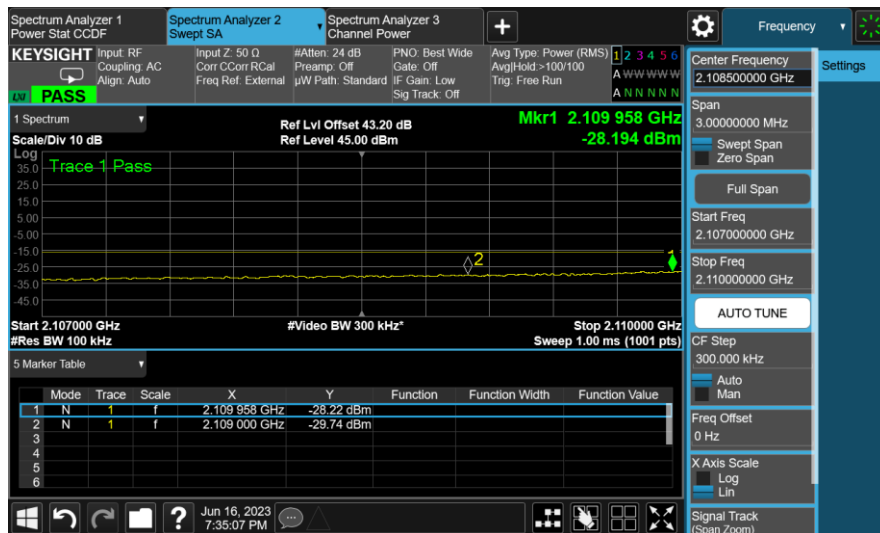 Spectrum Analyzer 1
Power Stat CCDF
Spectrum Analyzer 2
Swept SA
Spectrum Analyzer 3
Channel Power
Frequency
KEYSIGHT
LXI
PASS
Input: RF
Coupling: AC
Align: Auto
Input Z: 50 Ω
Corr CCorr RCal
Freq Ref: External
#Atten: 24 dB
Preamp: Off
µW Path: Standard
PNO: Best Wide
Gate: Off
IF Gain: Low
Sig Track: Off
Avg Type: Power (RMS)
Avg|Hold:>100/100
Trig: Free Run
1 2 3 4 5 6
A W W W W W
A N N N N N
1 Spectrum
Scale/Div 10 dB
Ref Lvl Offset 43.20 dB
Ref Level 45.00 dBm
Mkr1 2.109 958 GHz
-28.194 dBm
Log
Trace 1 Pass
35.0
25.0
15.0
5.00
-5.00
-15.0
-25.0
-35.0
-45.0
2
1
Start 2.107000 GHz
#Video BW 300 kHz*
Stop 2.110000 GHz
#Res BW 100 kHz
Sweep 1.00 ms (1001 pts)
5 Marker Table
Mode Trace Scale X Y Function Function Width Function Value
1 N 1 f 2.109 958 GHz -28.22 dBm
2 N 1 f 2.109 000 GHz -29.74 dBm
3
4
5
6
?
Jun 16, 2023
7:35:07 PM
Center Frequency
2.108500000 GHz
Span
3.00000000 MHz
Swept Span
Zero Span
Full Span
Start Freq
2.107000000 GHz
Stop Freq
2.110000000 GHz
AUTO TUNE
CF Step
300.000 kHz
Auto
Man
Freq Offset
0 Hz
X Axis Scale
Log
Lin
Signal Track
(Span Zoom)
Settings